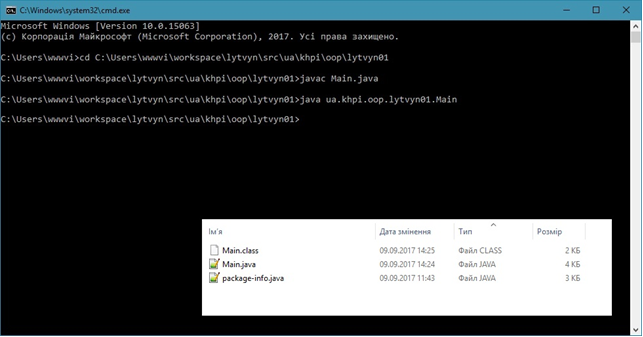 C:\Windows\system32\cmd.exe
Microsoft Windows [Version 10.0.15063]
(c) Корпорація Майкрософт (Microsoft Corporation), 2017. Усі права захищено.
C:\Users\wwwvi>cd C:\Users\wwwvi\workspace\lytvyn\src\ua\khpi\oop\lytvyn01
C:\Users\wwwvi\workspace\lytvyn\src\ua\khpi\oop\lytvyn01>javac Main.java
C:\Users\wwwvi\workspace\lytvyn\src\ua\khpi\oop\lytvyn01>java ua.khpi.oop.lytvyn01.Main
C:\Users\wwwvi\workspace\lytvyn\src\ua\khpi\oop\lytvyn01>
Ім'я Дата змінення Тип Розмір
Main.class 09.09.2017 14:25 Файл CLASS 2 КБ
Main.java 09.09.2017 14:24 Файл JAVA 4 КБ
package-info.java 09.09.2017 11:43 Файл JAVA 3 КБ